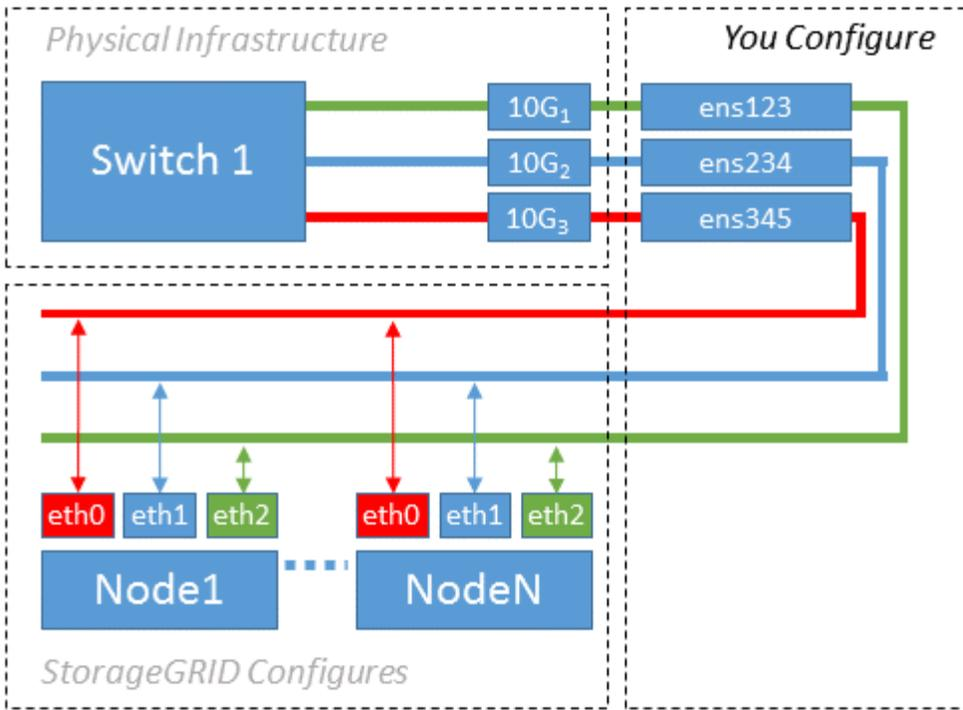 Physical Infrastructure
You Configure
Switch 1
10G₁
ens123
10G₂
ens234
10G₃
ens345
eth0 eth1 eth2 eth0 eth1 eth2
Node1 NodeN
StorageGRID Configures